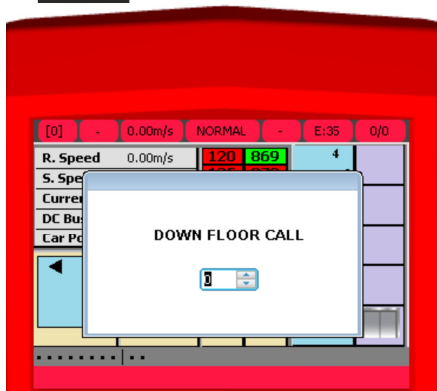 [0] - 0.00m/s NORMAL - E:35 0/0
R. Speed 0.00m/s 120 869 4
S. Spe
Curre
DC Bu
Car Po
DOWN FLOOR CALL
0